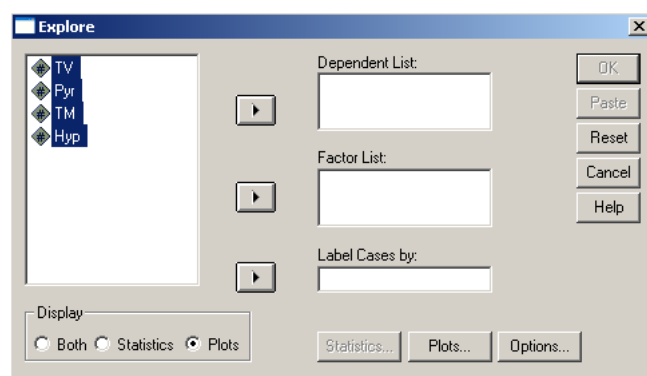 Explore
TV
Pyr
TM
Hyp
Dependent List:
Factor List:
Label Cases by:
OK
Paste
Reset
Cancel
Help
Display
Both Statistics Plots
Statistics... Plots... Options...